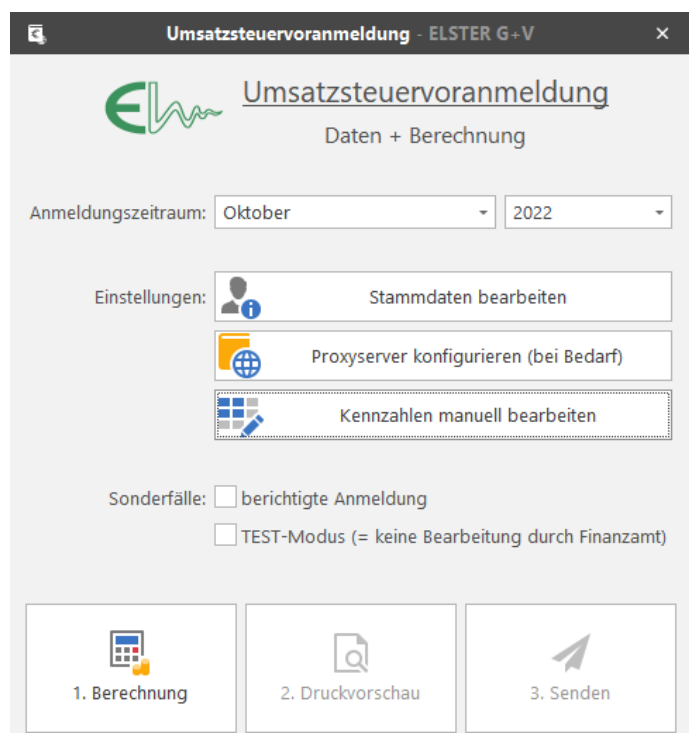 Umsatzsteuervoranmeldung - ELSTER G+V
Umsatzsteuervoranmeldung
Daten + Berechnung
Anmeldungszeitraum: Oktober 2022
Einstellungen: Stammdaten bearbeiten
Proxyserver konfigurieren (bei Bedarf)
Kennzahlen manuell bearbeiten
Sonderfälle: berichtigte Anmeldung
TEST-Modus (= keine Bearbeitung durch Finanzamt)
1. Berechnung 2. Druckvorschau 3. Senden